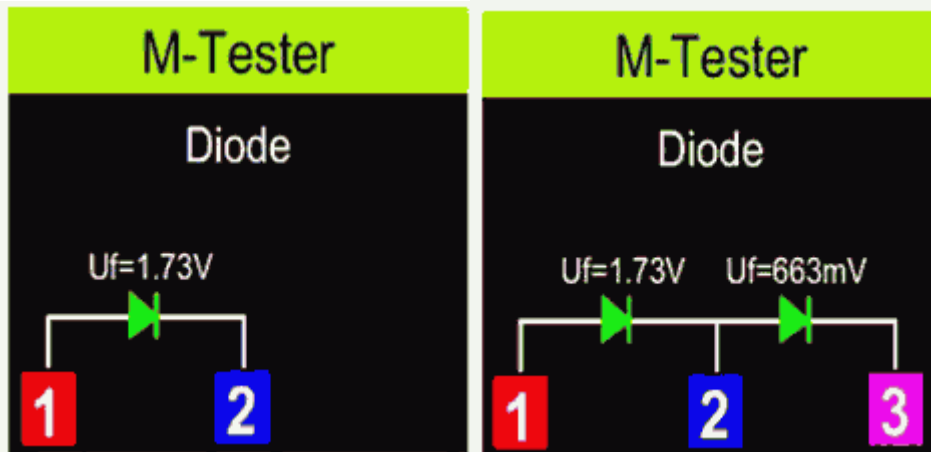 M-Tester
Diode
Uf=1.73V
1 2
M-Tester
Diode
Uf=1.73V Uf=663mV
1 2 3